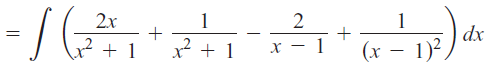 = ∫ ( 2x/(x² + 1) + 1/(x² + 1) − 2/(x − 1) + 1/(x − 1)² ) dx